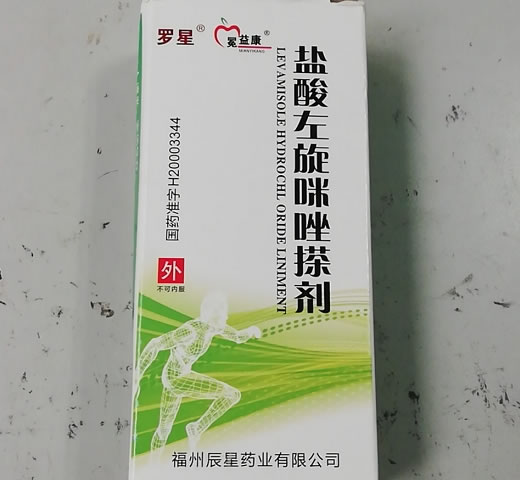 罗星®
冕益康®
盐酸左旋咪唑搽剂
LEVAMISOLE HYDROCHL ORIDE LINIMENT
国药准字H20003344
外
不可内服
福州辰星药业有限公司